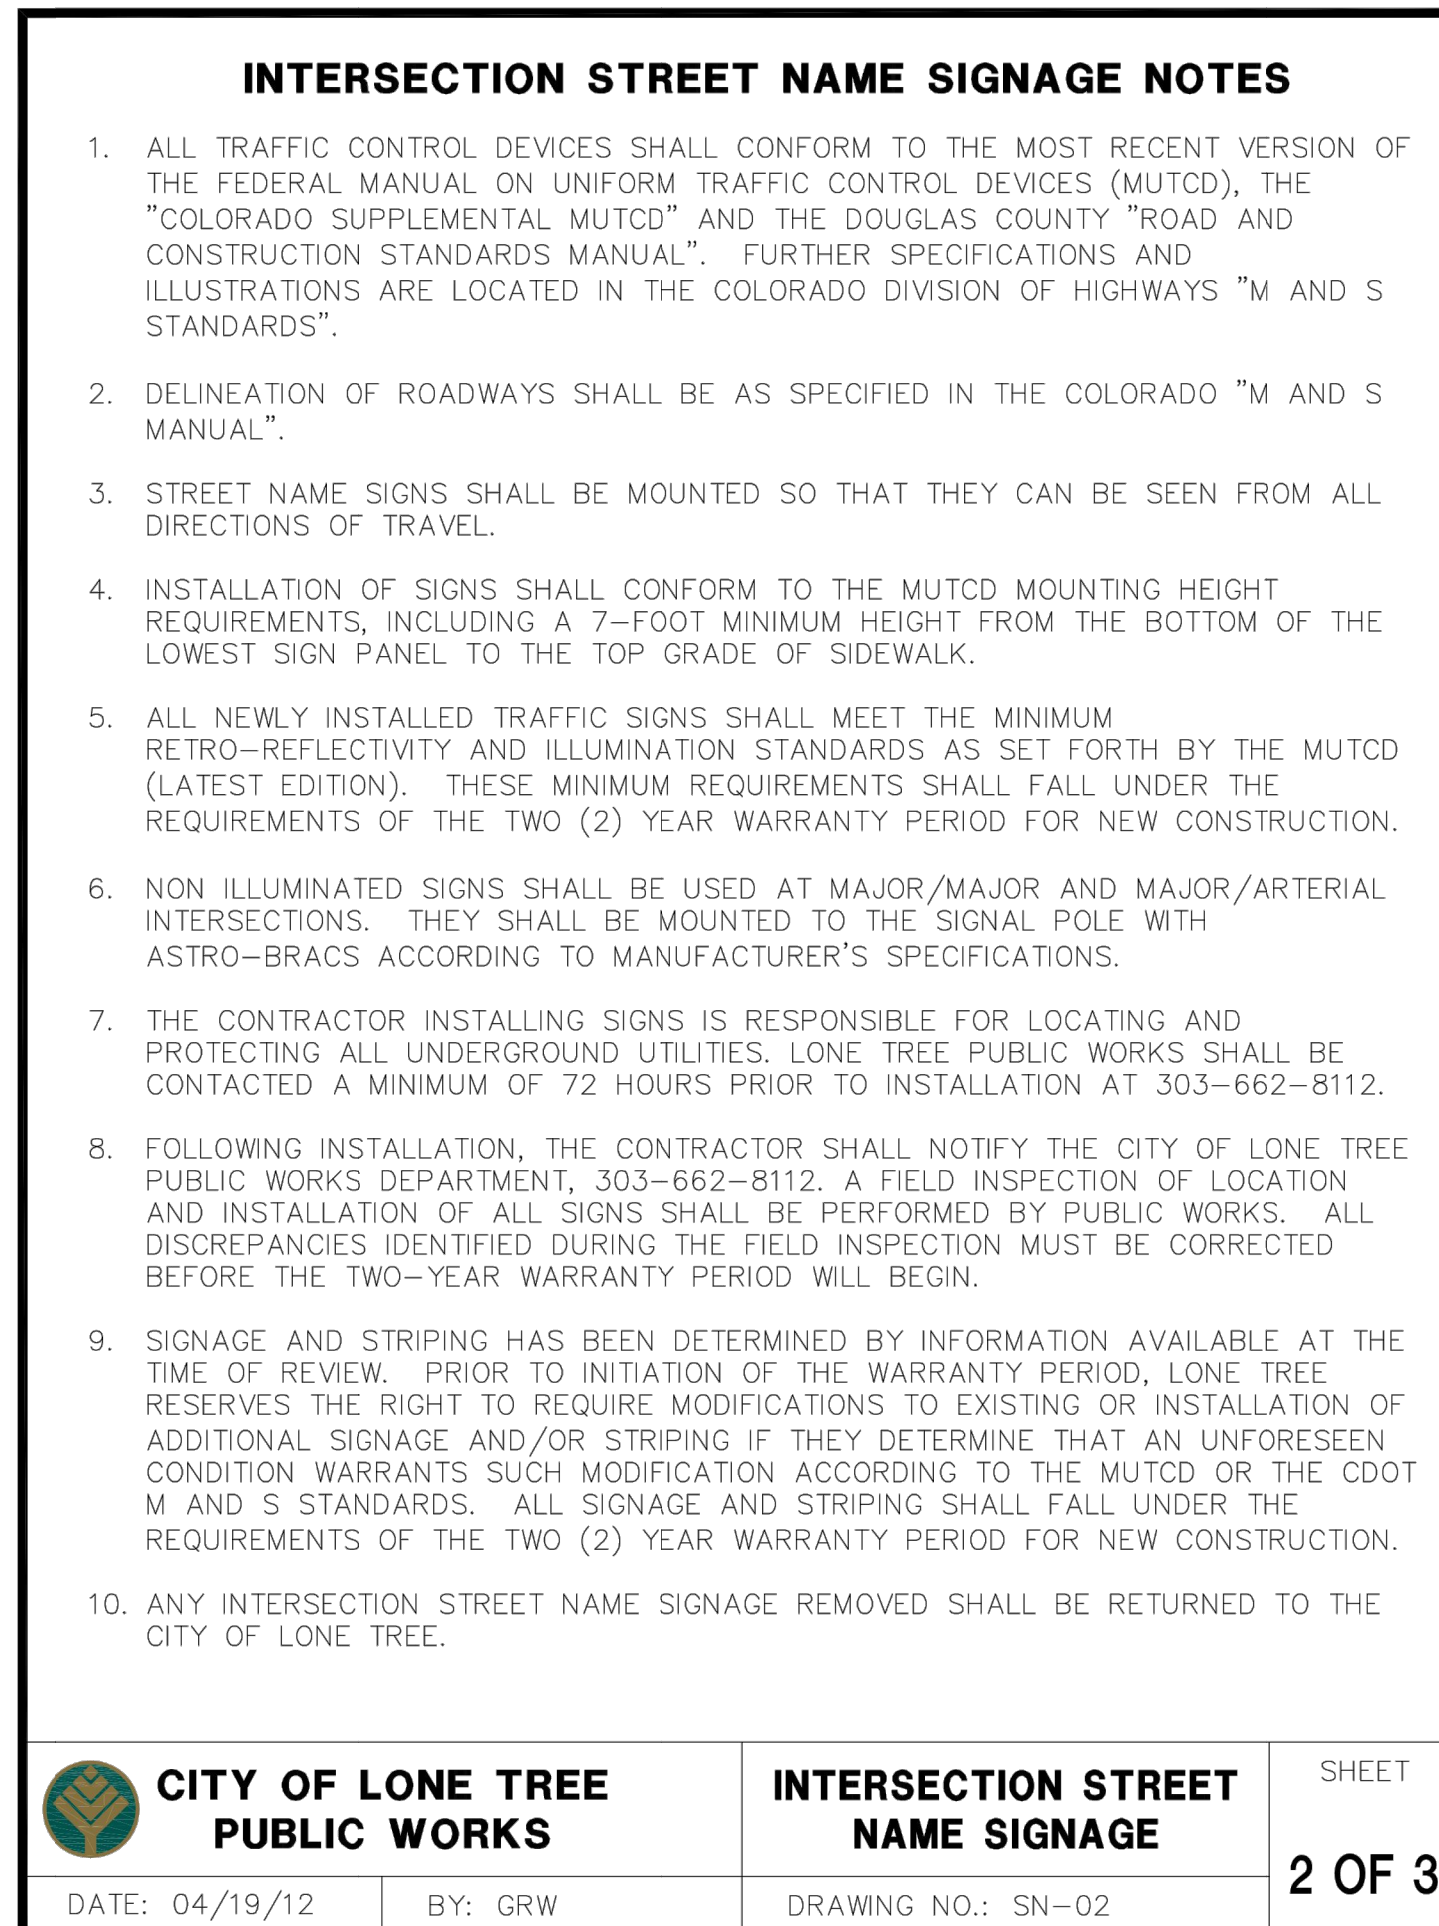 INTERSECTION STREET NAME SIGNAGE NOTES
1. ALL TRAFFIC CONTROL DEVICES SHALL CONFORM TO THE MOST RECENT VERSION OF
THE FEDERAL MANUAL ON UNIFORM TRAFFIC CONTROL DEVICES (MUTCD), THE
"COLORADO SUPPLEMENTAL MUTCD" AND THE DOUGLAS COUNTY "ROAD AND
CONSTRUCTION STANDARDS MANUAL". FURTHER SPECIFICATIONS AND
ILLUSTRATIONS ARE LOCATED IN THE COLORADO DIVISION OF HIGHWAYS "M AND S
STANDARDS".
2. DELINEATION OF ROADWAYS SHALL BE AS SPECIFIED IN THE COLORADO "M AND S
MANUAL".
3. STREET NAME SIGNS SHALL BE MOUNTED SO THAT THEY CAN BE SEEN FROM ALL
DIRECTIONS OF TRAVEL.
4. INSTALLATION OF SIGNS SHALL CONFORM TO THE MUTCD MOUNTING HEIGHT
REQUIREMENTS, INCLUDING A 7-FOOT MINIMUM HEIGHT FROM THE BOTTOM OF THE
LOWEST SIGN PANEL TO THE TOP GRADE OF SIDEWALK.
5. ALL NEWLY INSTALLED TRAFFIC SIGNS SHALL MEET THE MINIMUM
RETRO-REFLECTIVITY AND ILLUMINATION STANDARDS AS SET FORTH BY THE MUTCD
(LATEST EDITION). THESE MINIMUM REQUIREMENTS SHALL FALL UNDER THE
REQUIREMENTS OF THE TWO (2) YEAR WARRANTY PERIOD FOR NEW CONSTRUCTION.
6. NON ILLUMINATED SIGNS SHALL BE USED AT MAJOR/MAJOR AND MAJOR/ARTERIAL
INTERSECTIONS. THEY SHALL BE MOUNTED TO THE SIGNAL POLE WITH
ASTRO-BRACS ACCORDING TO MANUFACTURER'S SPECIFICATIONS.
7. THE CONTRACTOR INSTALLING SIGNS IS RESPONSIBLE FOR LOCATING AND
PROTECTING ALL UNDERGROUND UTILITIES. LONE TREE PUBLIC WORKS SHALL BE
CONTACTED A MINIMUM OF 72 HOURS PRIOR TO INSTALLATION AT 303-662-8112.
8. FOLLOWING INSTALLATION, THE CONTRACTOR SHALL NOTIFY THE CITY OF LONE TREE
PUBLIC WORKS DEPARTMENT, 303-662-8112. A FIELD INSPECTION OF LOCATION
AND INSTALLATION OF ALL SIGNS SHALL BE PERFORMED BY PUBLIC WORKS. ALL
DISCREPANCIES IDENTIFIED DURING THE FIELD INSPECTION MUST BE CORRECTED
BEFORE THE TWO-YEAR WARRANTY PERIOD WILL BEGIN.
9. SIGNAGE AND STRIPING HAS BEEN DETERMINED BY INFORMATION AVAILABLE AT THE
TIME OF REVIEW. PRIOR TO INITIATION OF THE WARRANTY PERIOD, LONE TREE
RESERVES THE RIGHT TO REQUIRE MODIFICATIONS TO EXISTING OR INSTALLATION OF
ADDITIONAL SIGNAGE AND/OR STRIPING IF THEY DETERMINE THAT AN UNFORESEEN
CONDITION WARRANTS SUCH MODIFICATION ACCORDING TO THE MUTCD OR THE CDOT
M AND S STANDARDS. ALL SIGNAGE AND STRIPING SHALL FALL UNDER THE
REQUIREMENTS OF THE TWO (2) YEAR WARRANTY PERIOD FOR NEW CONSTRUCTION.
10. ANY INTERSECTION STREET NAME SIGNAGE REMOVED SHALL BE RETURNED TO THE
CITY OF LONE TREE.
CITY OF LONE TREE
PUBLIC WORKS
INTERSECTION STREET
NAME SIGNAGE
SHEET
2 OF 3
DATE: 04/19/12
BY: GRW
DRAWING NO.: SN-02